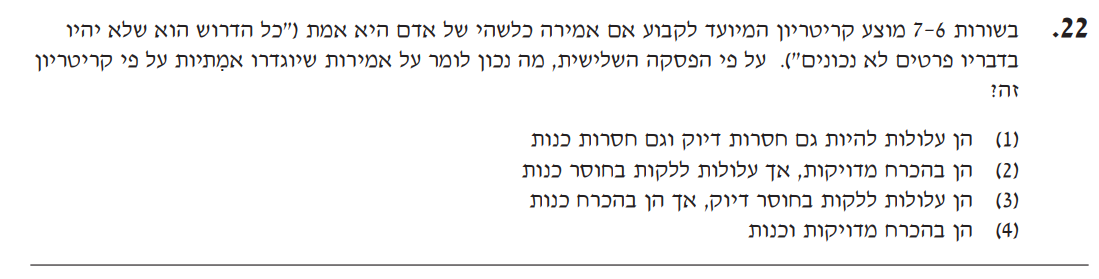 22. בשורות 6–7 מוצע קריטריון המיועד לקבוע אם אמירה כלשהי של אדם היא אמת ("כל הדרוש הוא שלא יהיו
בדבריו פרטים לא נכונים"). על פי הפסקה השלישית, מה נכון לומר על אמירות שיוגדרו אמִתיות על פי קריטריון
זה?
(1) הן עלולות להיות גם חסרות דיוק וגם חסרות כנות
(2) הן בהכרח מדויקות, אך עלולות ללקות בחוסר כנות
(3) הן עלולות ללקות בחוסר דיוק, אך הן בהכרח כנות
(4) הן בהכרח מדויקות וכנות